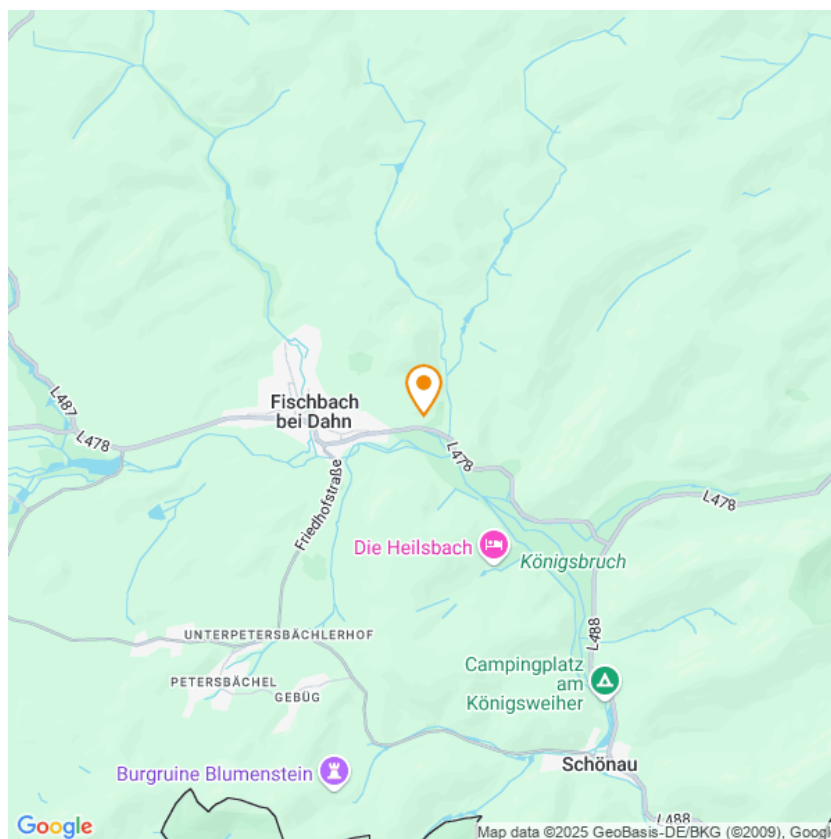 L487
L478
Fischbach
bei Dahn
L478
L478
Friedhofstraße
Die Heilsbach
Königsbruch
L488
UNTERPETERSBÄCHLERHOF
PETERSBÄCHEL
GEBÜG
Campingplatz
am
Königsweiher
Burgruine Blumenstein
Schönau
L488
Google
Map data ©2025 GeoBasis-DE/BKG (©2009), Googl